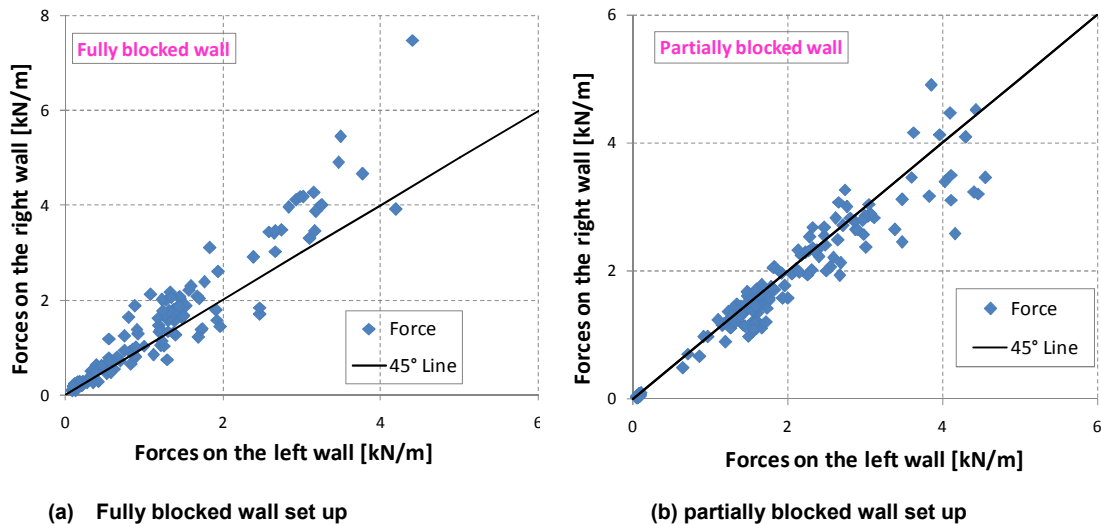 8
6
4
2
0
0
2
4
6
Forces on the right wall [kN/m]
Forces on the left wall [kN/m]
Fully blocked wall
Force
45° Line
(a) Fully blocked wall set up
6
4
2
0
0
2
4
6
Forces on the right wall [kN/m]
Forces on the left wall [kN/m]
Partially blocked wall
Force
45° Line
(b) partially blocked wall set up